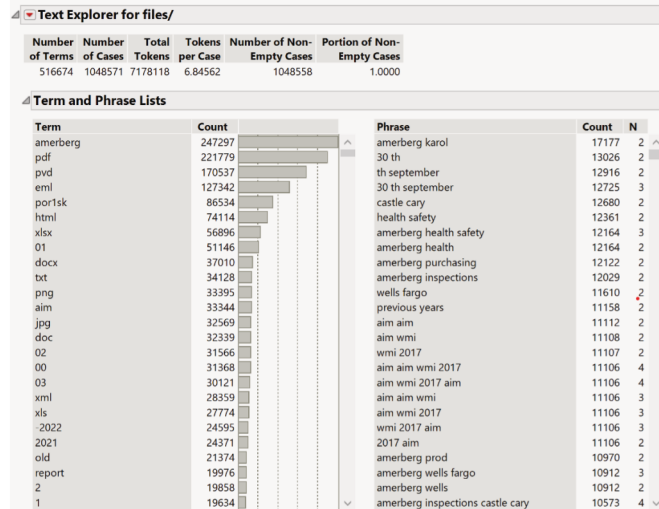 Text Explorer for files/
Number of Terms Number of Cases Total Tokens Tokens per Case Number of Non-Empty Cases Portion of Non-Empty Cases
516674 1048571 7178118 6.84562 1048558 1.0000
Term and Phrase Lists
Term Count
amerberg 247297
pdf 221779
pvd 170537
eml 127342
por1sk 86534
html 74114
xlsx 56896
01 51146
docx 37010
txt 34128
png 33395
aim 33344
jpg 32569
doc 32339
02 31566
00 31368
03 30121
xml 28359
xls 27774
-2022 24595
2021 24371
old 21374
report 19976
2 19858
1 19634
Phrase Count N
amerberg karol 17177 2
30 th 13026 2
th september 12916 2
30 th september 12725 3
castle cary 12680 2
health safety 12361 2
amerberg health safety 12164 3
amerberg health 12164 2
amerberg purchasing 12122 2
amerberg inspections 12029 2
wells fargo 11610 2
previous years 11158 2
aim aim 11112 2
aim wmi 11108 2
wmi 2017 11107 2
aim aim wmi 2017 11106 4
aim wmi 2017 aim 11106 4
aim aim wmi 11106 3
aim wmi 2017 11106 3
wmi 2017 aim 11106 3
2017 aim 11106 2
amerberg prod 10970 2
amerberg wells fargo 10912 3
amerberg wells 10912 2
amerberg inspections castle cary 10573 4